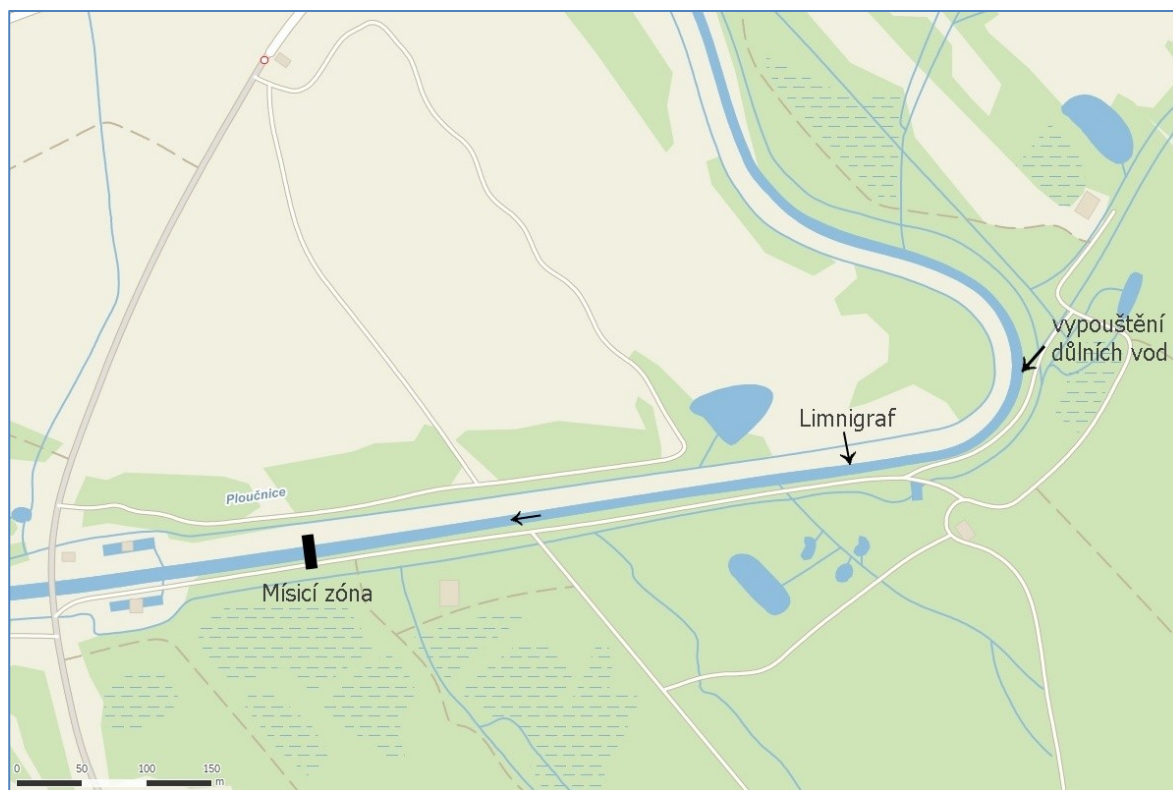 vypouštění
důlních vod
Limnigraf
Ploučnice
Mísicí zóna
0 50 100 150
m